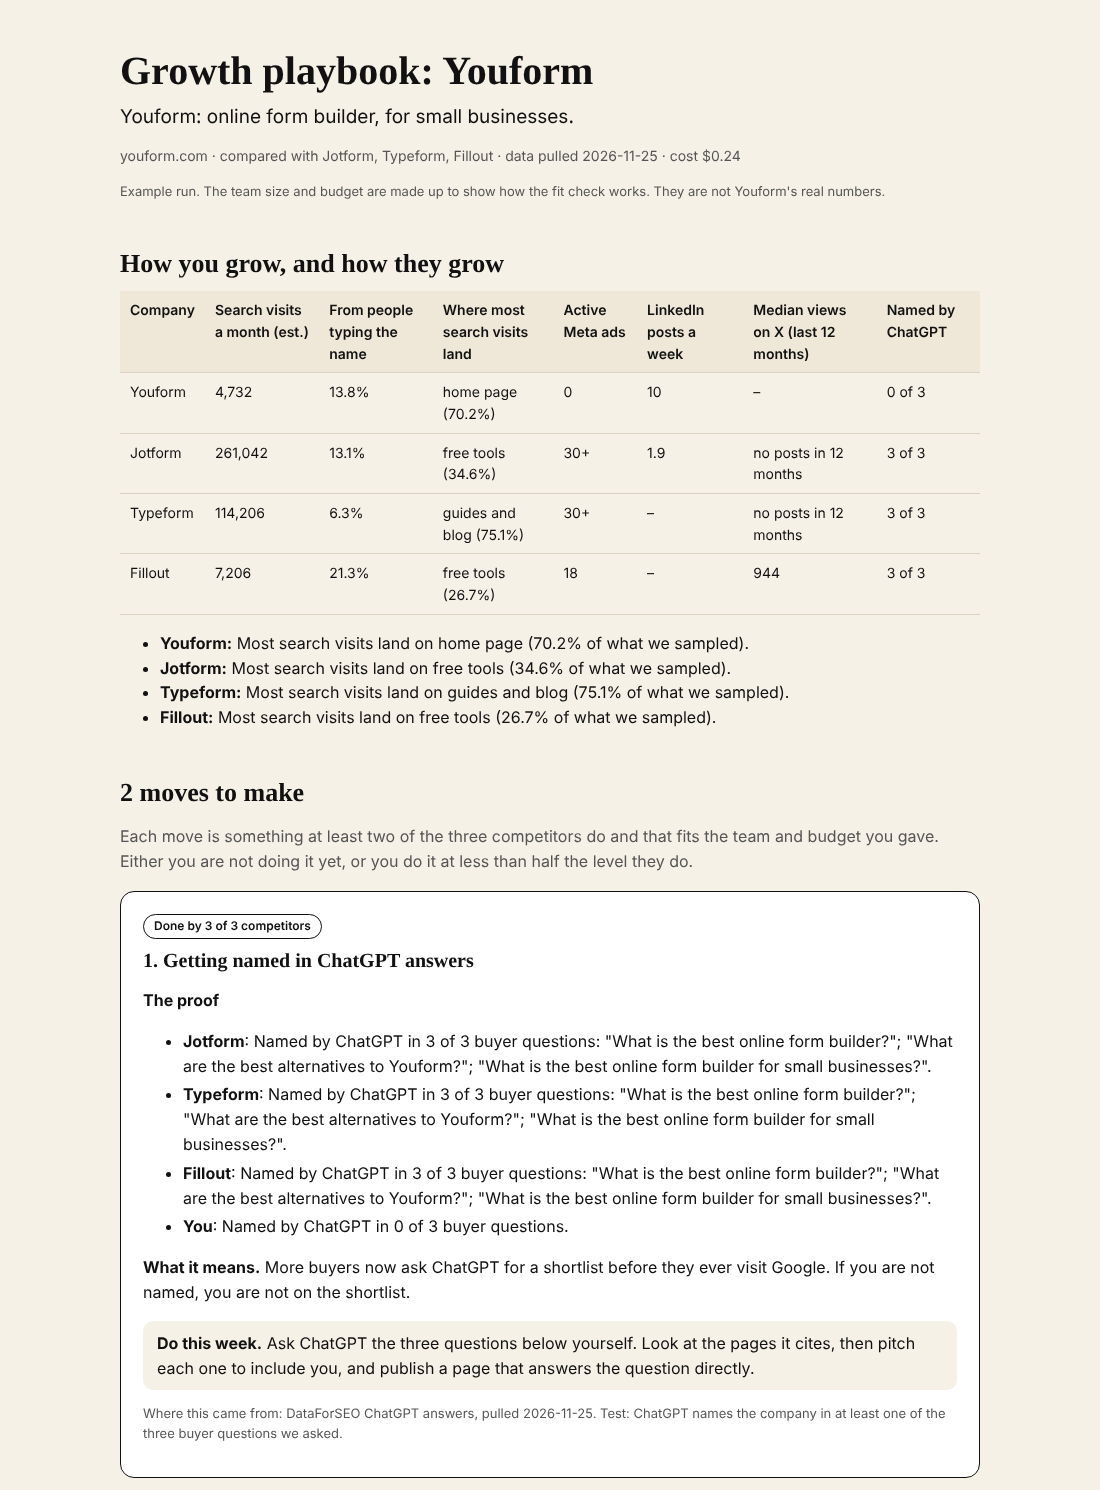 Growth playbook: Youform
Youform: online form builder, for small businesses.
youform.com · compared with Jotform, Typeform, Fillout · data pulled 2026-11-25 · cost $0.24
Example run. The team size and budget are made up to show how the fit check works. They are not Youform's real numbers.
How you grow, and how they grow
Company Search visits a month (est.) From people typing the name Where most search visits land Active Meta ads LinkedIn posts a week Median views on X (last 12 months) Named by ChatGPT
Youform 4,732 13.8% home page (70.2%) 0 10 – 0 of 3
Jotform 261,042 13.1% free tools (34.6%) 30+ 1.9 no posts in 12 months 3 of 3
Typeform 114,206 6.3% guides and blog (75.1%) 30+ – no posts in 12 months 3 of 3
Fillout 7,206 21.3% free tools (26.7%) 18 – 944 3 of 3
• Youform: Most search visits land on home page (70.2% of what we sampled).
• Jotform: Most search visits land on free tools (34.6% of what we sampled).
• Typeform: Most search visits land on guides and blog (75.1% of what we sampled).
• Fillout: Most search visits land on free tools (26.7% of what we sampled).
2 moves to make
Each move is something at least two of the three competitors do and that fits the team and budget you gave.
Either you are not doing it yet, or you do it at less than half the level they do.
Done by 3 of 3 competitors
1. Getting named in ChatGPT answers
The proof
• Jotform: Named by ChatGPT in 3 of 3 buyer questions: "What is the best online form builder?"; "What
are the best alternatives to Youform?"; "What is the best online form builder for small businesses?".
• Typeform: Named by ChatGPT in 3 of 3 buyer questions: "What is the best online form builder?";
"What are the best alternatives to Youform?"; "What is the best online form builder for small
businesses?".
• Fillout: Named by ChatGPT in 3 of 3 buyer questions: "What is the best online form builder?"; "What
are the best alternatives to Youform?"; "What is the best online form builder for small businesses?".
• You: Named by ChatGPT in 0 of 3 buyer questions.
What it means. More buyers now ask ChatGPT for a shortlist before they ever visit Google. If you are not
named, you are not on the shortlist.
Do this week. Ask ChatGPT the three questions below yourself. Look at the pages it cites, then pitch
each one to include you, and publish a page that answers the question directly.
Where this came from: DataForSEO ChatGPT answers, pulled 2026-11-25. Test: ChatGPT names the company in at least one of the
three buyer questions we asked.